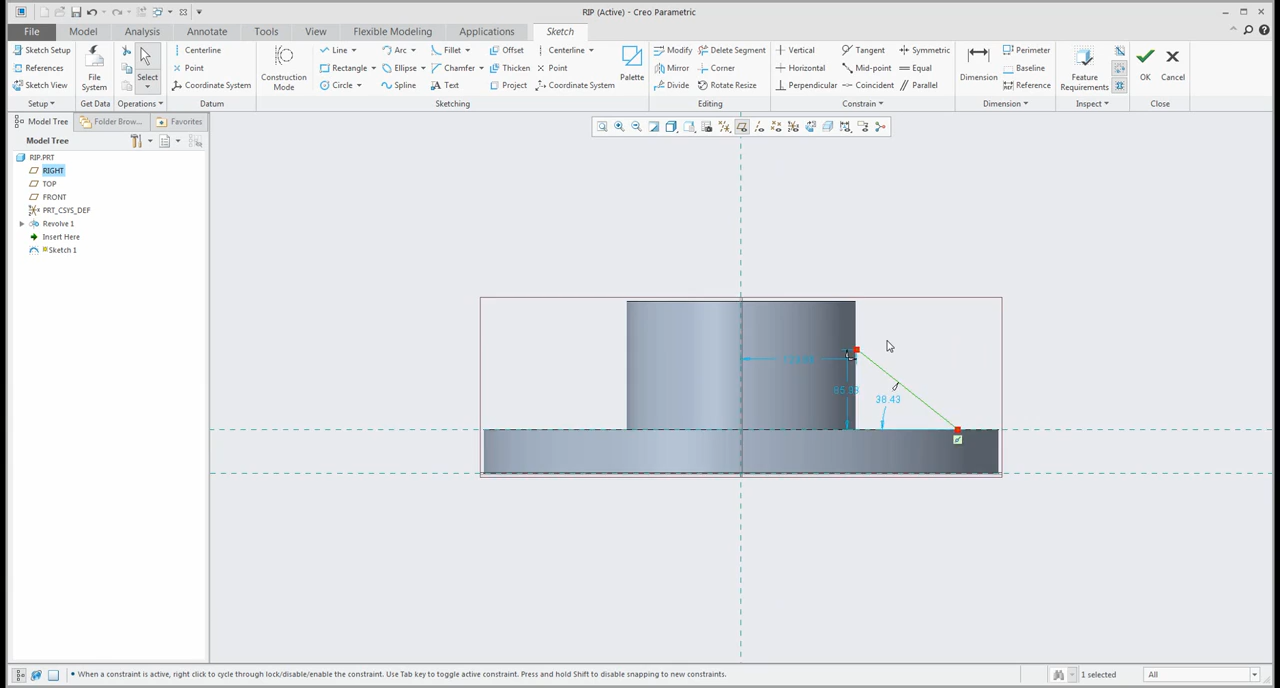 RIP (Active) - Creo Parametric
File Model Analysis Annotate Tools View Flexible Modeling Applications Sketch
Sketch Setup
References
Sketch View
Setup
File System
Get Data
Select
Operations
Centerline
Point
Coordinate System
Datum
Construction Mode
Line Arc Fillet Offset Centerline
Rectangle Ellipse Chamfer Thicken Point
Circle Spline Text Project Coordinate System
Palette
Sketching
Modify Delete Segment
Mirror Corner
Divide Rotate Resize
Editing
Vertical Tangent Symmetric
Horizontal Mid-point Equal
Perpendicular Coincident Parallel
Constrain
Dimension
Perimeter
Baseline
Reference
Dimension
Feature Requirements
Inspect
OK
Cancel
Close
Model Tree Folder Brow... Favorites
Model Tree
RIP.PRT
RIGHT
TOP
FRONT
PRT_CSYS_DEF
Revolve 1
Insert Here
Sketch 1
38.43
When a constraint is active, right click to cycle through lock/disable/enable the constraint. Use Tab key to toggle active constraint. Press and hold Shift to disable snapping to new constraints.
1 selected
All